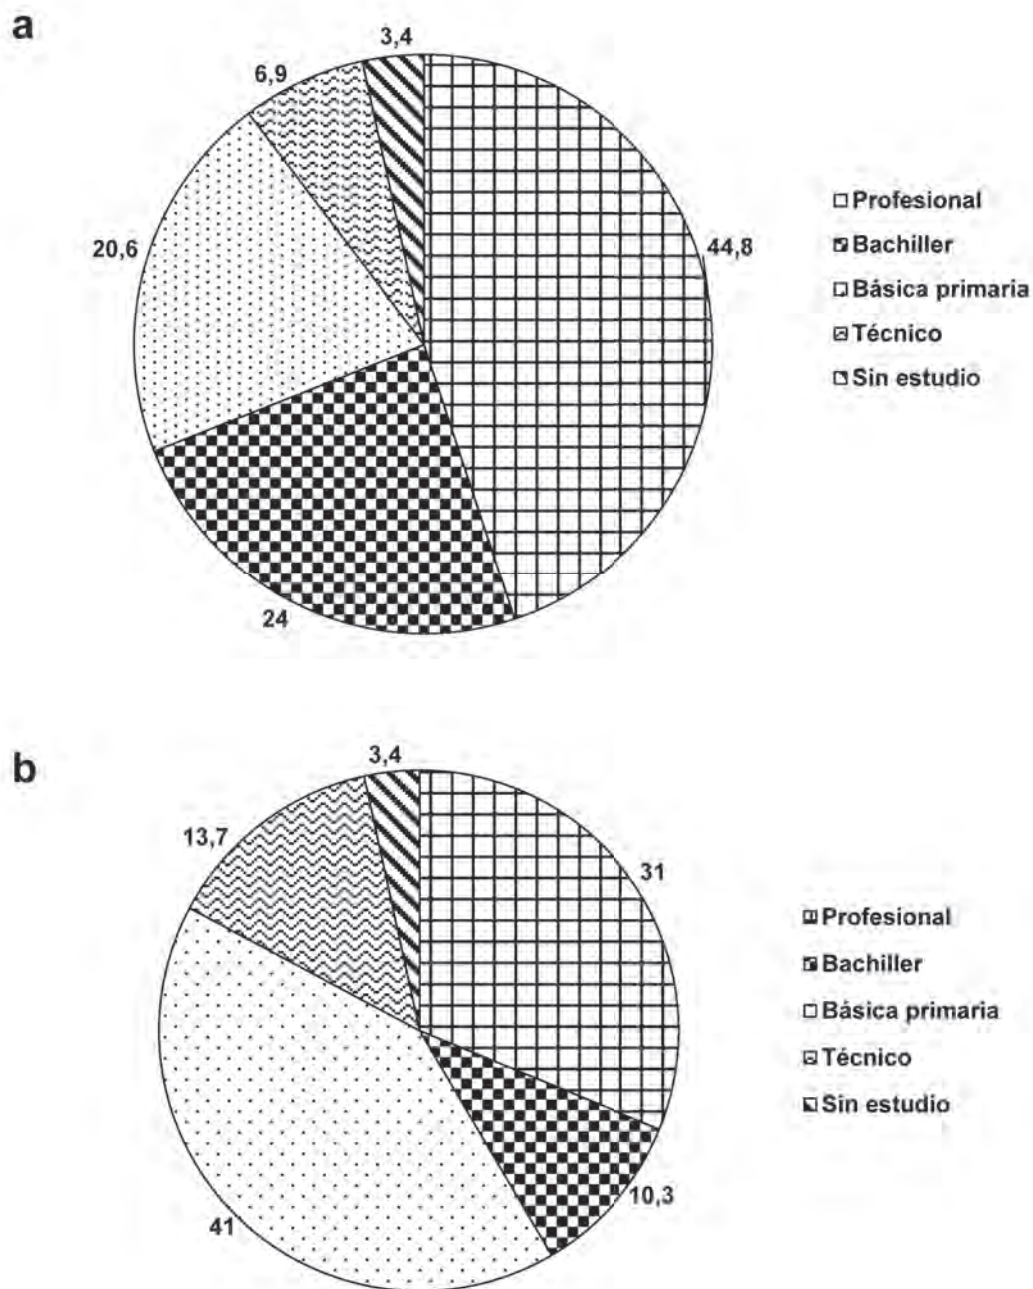 a
3,4
6,9
20,6
44,8
24
Profesional
Bachiller
Básica primaria
Técnico
Sin estudio
b
3,4
13,7
31
10,3
41
Profesional
Bachiller
Básica primaria
Técnico
Sin estudio